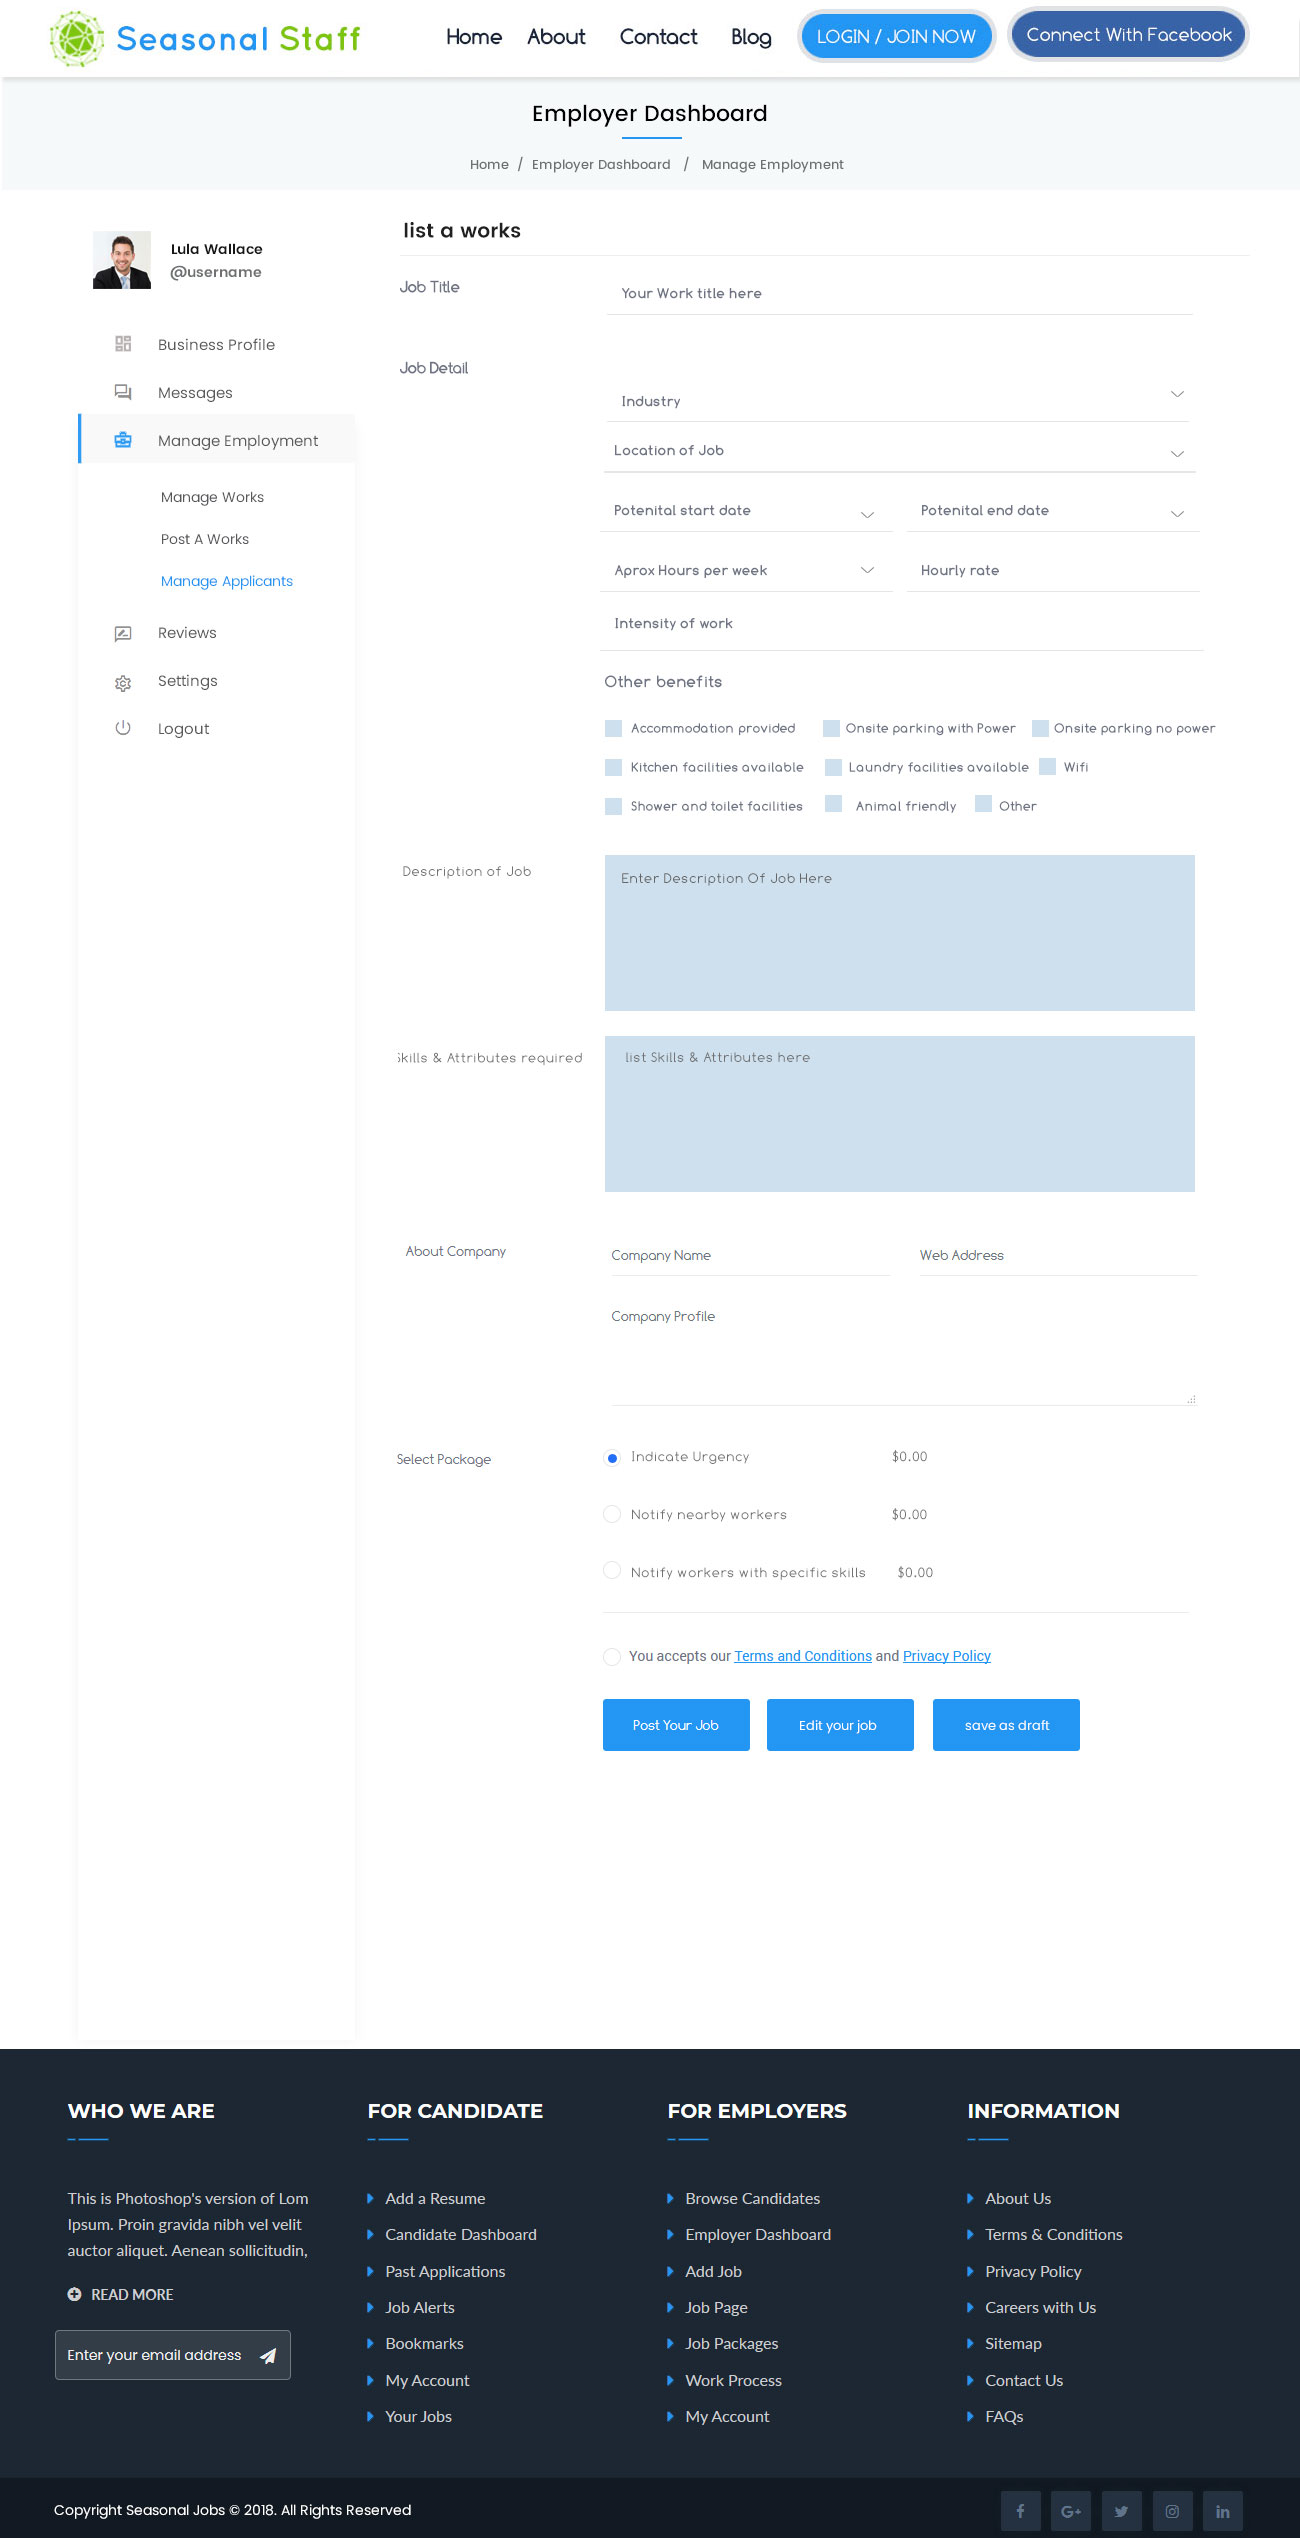 Seasonal Staff
Home About Contact Blog LOGIN / JOIN NOW Connect With Facebook
Employer Dashboard
Home / Employer Dashboard / Manage Employment
Lula Wallace
@username
Business Profile
Messages
Manage Employment
Manage Works
Post A Works
Manage Applicants
Reviews
Settings
Logout
list a works
Job Title
Your Work title here
Job Detail
Industry
Location of Job
Potenital start date Potenital end date
Aprox Hours per week Hourly rate
Intensity of work
Other benefits
Accommodation provided Onsite parking with Power Onsite parking no power
Kitchen facilities available Laundry facilities available Wifi
Shower and toilet facilities Animal friendly Other
Description of Job
Enter Description Of Job Here
Skills & Attributes required
list Skills & Attributes here
About Company
Company Name Web Address
Company Profile
Select Package
Indicate Urgency $0.00
Notify nearby workers $0.00
Notify workers with specific skills $0.00
You accepts our Terms and Conditions and Privacy Policy
Post Your Job Edit your job save as draft
WHO WE ARE
This is Photoshop's version of Lom
Ipsum. Proin gravida nibh vel velit
auctor aliquet. Aenean sollicitudin,
READ MORE
Enter your email address
FOR CANDIDATE
Add a Resume
Candidate Dashboard
Past Applications
Job Alerts
Bookmarks
My Account
Your Jobs
FOR EMPLOYERS
Browse Candidates
Employer Dashboard
Add Job
Job Page
Job Packages
Work Process
My Account
INFORMATION
About Us
Terms & Conditions
Privacy Policy
Careers with Us
Sitemap
Contact Us
FAQs
Copyright Seasonal Jobs © 2018. All Rights Reserved
f G+ in